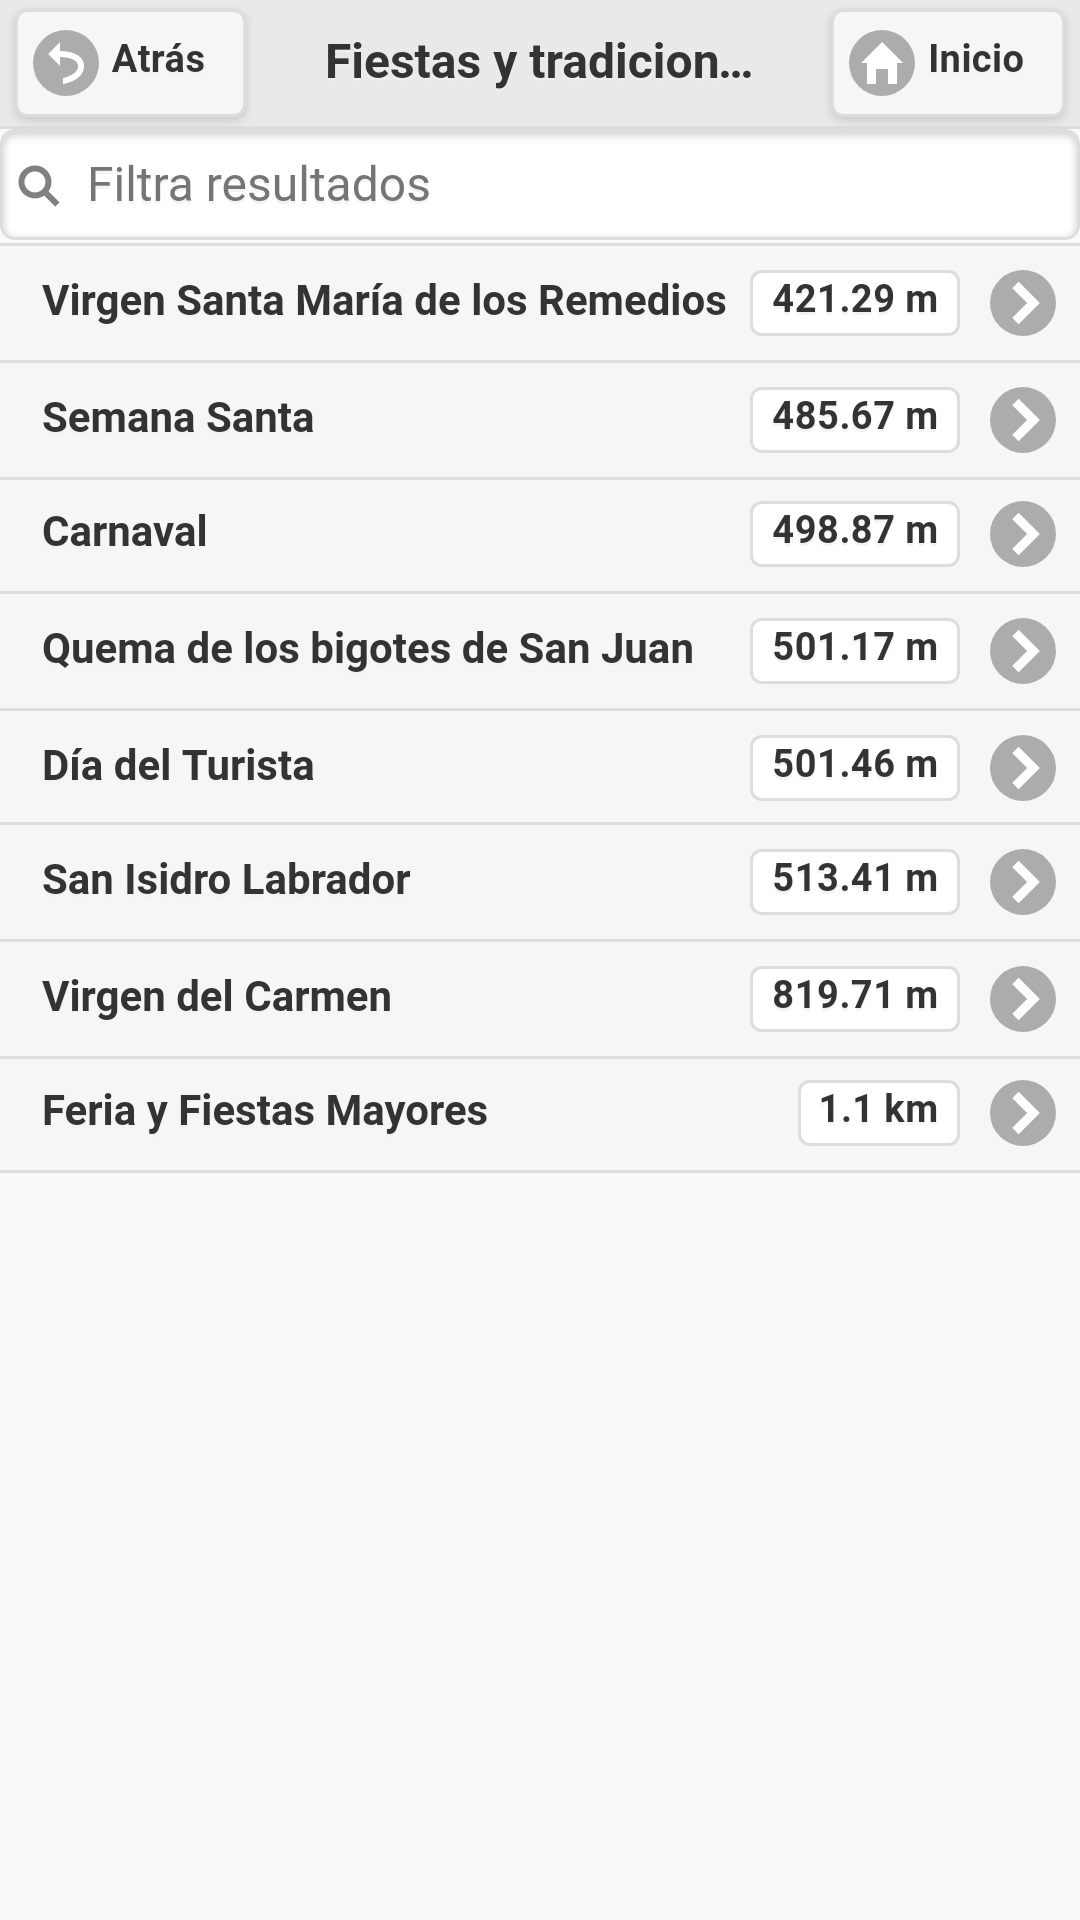 Atrás
Fiestas y tradicion...
Inicio
Filtra resultados
Virgen Santa María de los Remedios 421.29 m
Semana Santa 485.67 m
Carnaval 498.87 m
Quema de los bigotes de San Juan 501.17 m
Día del Turista 501.46 m
San Isidro Labrador 513.41 m
Virgen del Carmen 819.71 m
Feria y Fiestas Mayores 1.1 km